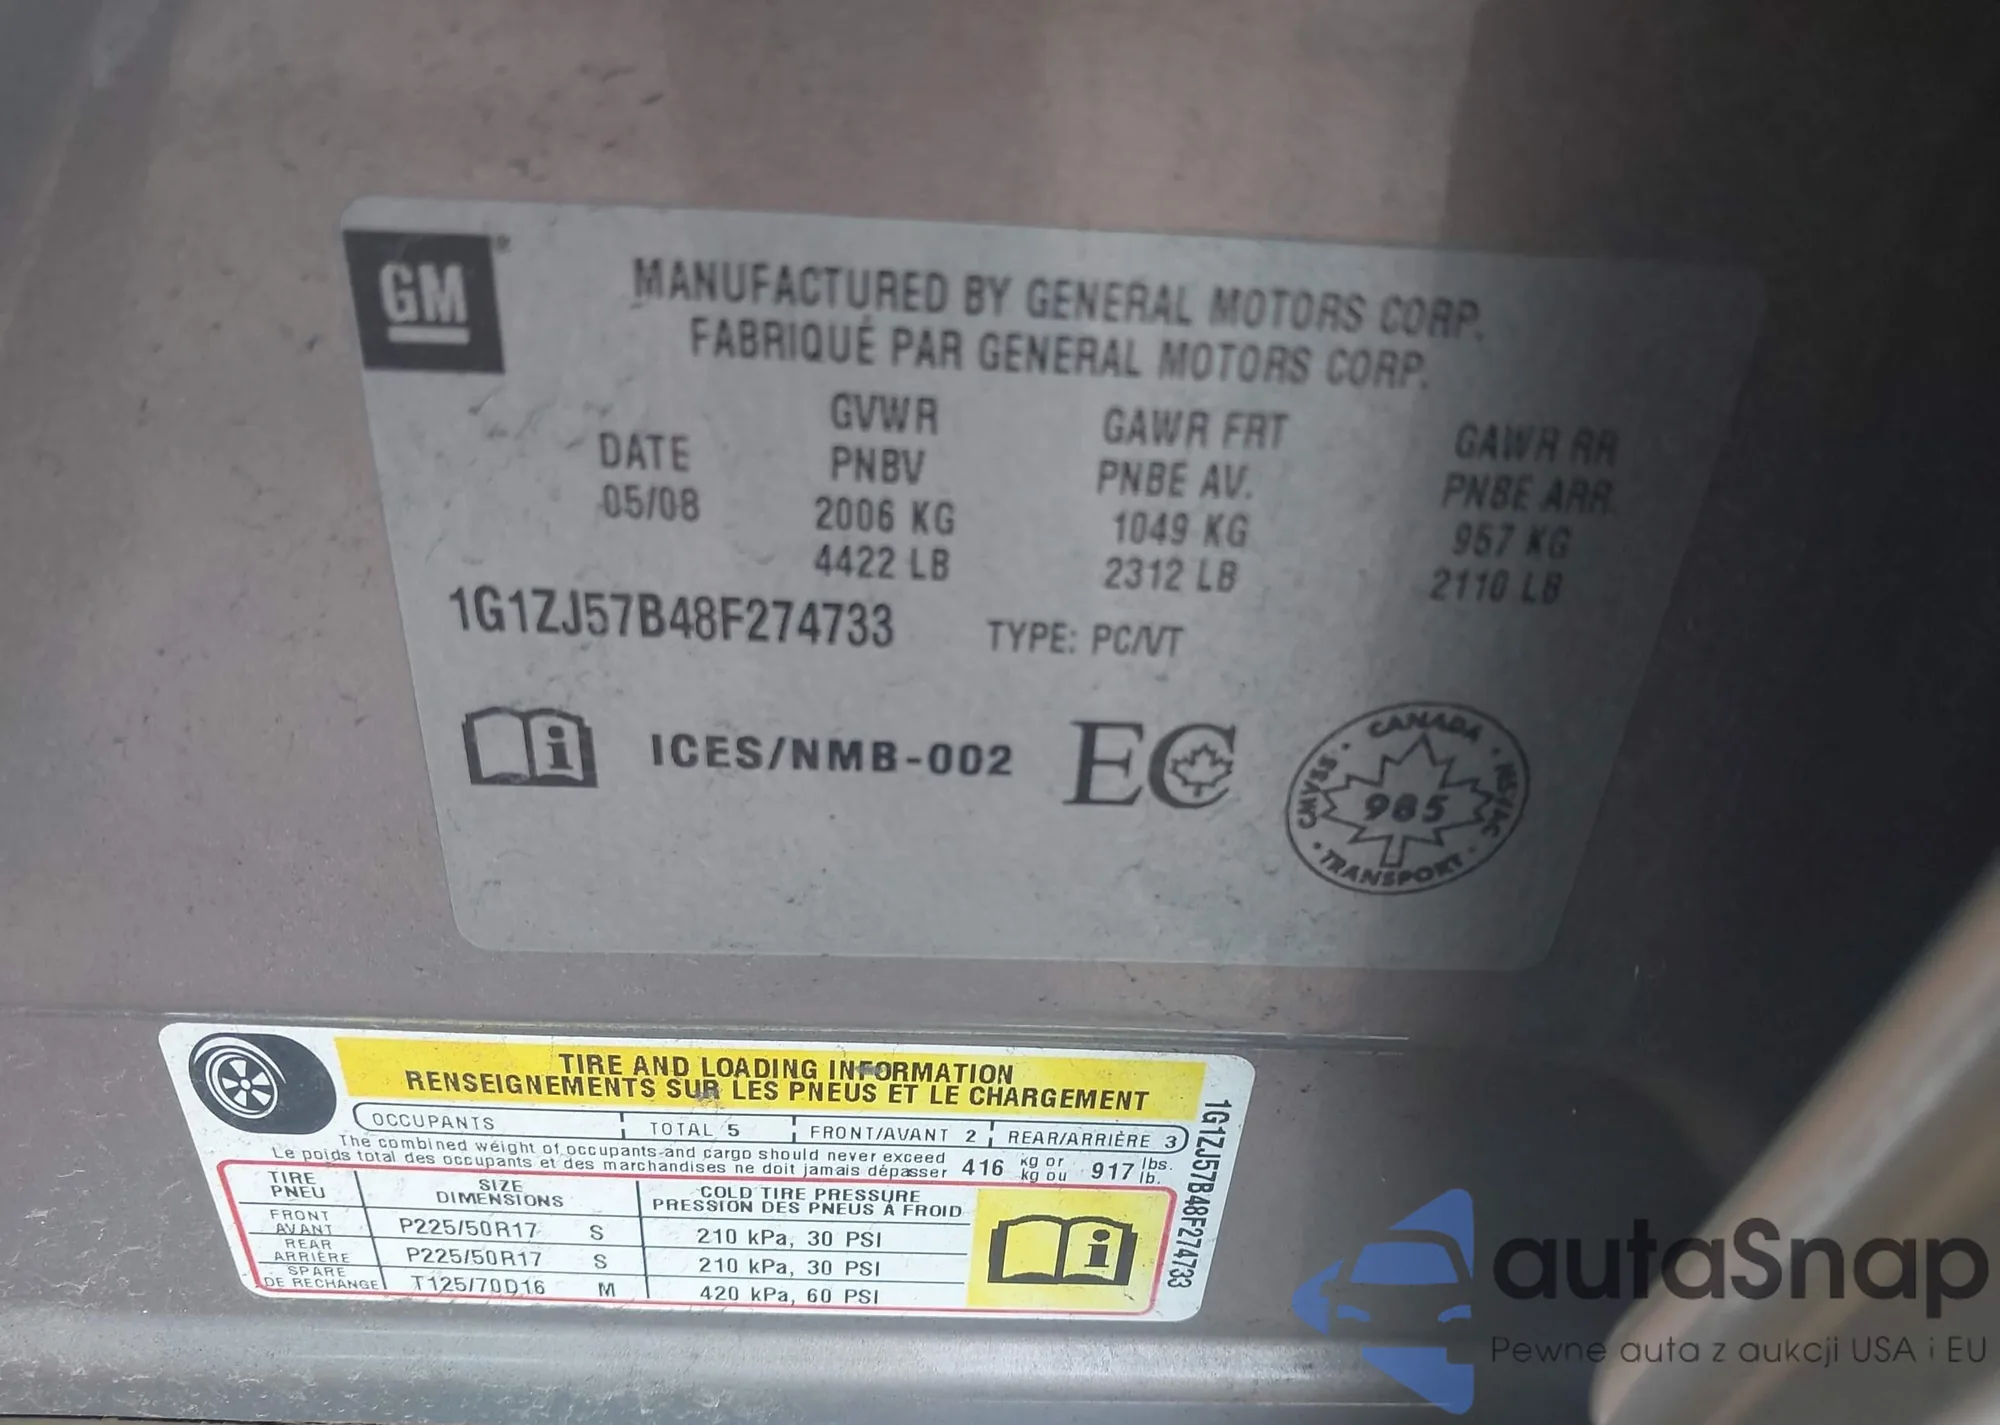 GM
MANUFACTURED BY GENERAL MOTORS CORP.
FABRIQUÉ PAR GENERAL MOTORS CORP.
DATE GVWR GAWR FRT GAWR RR
05/08 PNBV PNBE AV. PNBE ARR.
2006 KG 1049 KG 957 KG
4422 LB 2312 LB 2110 LB
1G1ZJ57B48F274733 TYPE: PC/VT
i ICES/NMB-002 EC
CANADA
CMVSS 985 NSVAC
TRANSPORT
TIRE AND LOADING INFORMATION
RENSEIGNEMENTS SUR LES PNEUS ET LE CHARGEMENT
OCCUPANTS TOTAL 5 FRONT/AVANT 2 REAR/ARRIÈRE 3
The combined weight of occupants and cargo should never exceed 416 kg or 917 lbs.
Le poids total des occupants et des marchandises ne doit jamais dépasser kg ou lb.
TIRE SIZE COLD TIRE PRESSURE
PNEU DIMENSIONS PRESSION DES PNEUS À FROID
FRONT
AVANT P225/50R17 S 210 kPa, 30 PSI
REAR
ARRIÈRE P225/50R17 S 210 kPa, 30 PSI
SPARE
DE RECHANGE T125/70D16 M 420 kPa, 60 PSI
i
1G1ZJ57B48F274733
autaSnap
Pewne auta z aukcji USA i EU